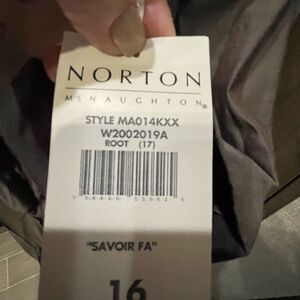 NORTON
McNAUGHTON®
STYLE MA014KXX
W2002019A
ROOT (17)
"SAVOIR FA"
16